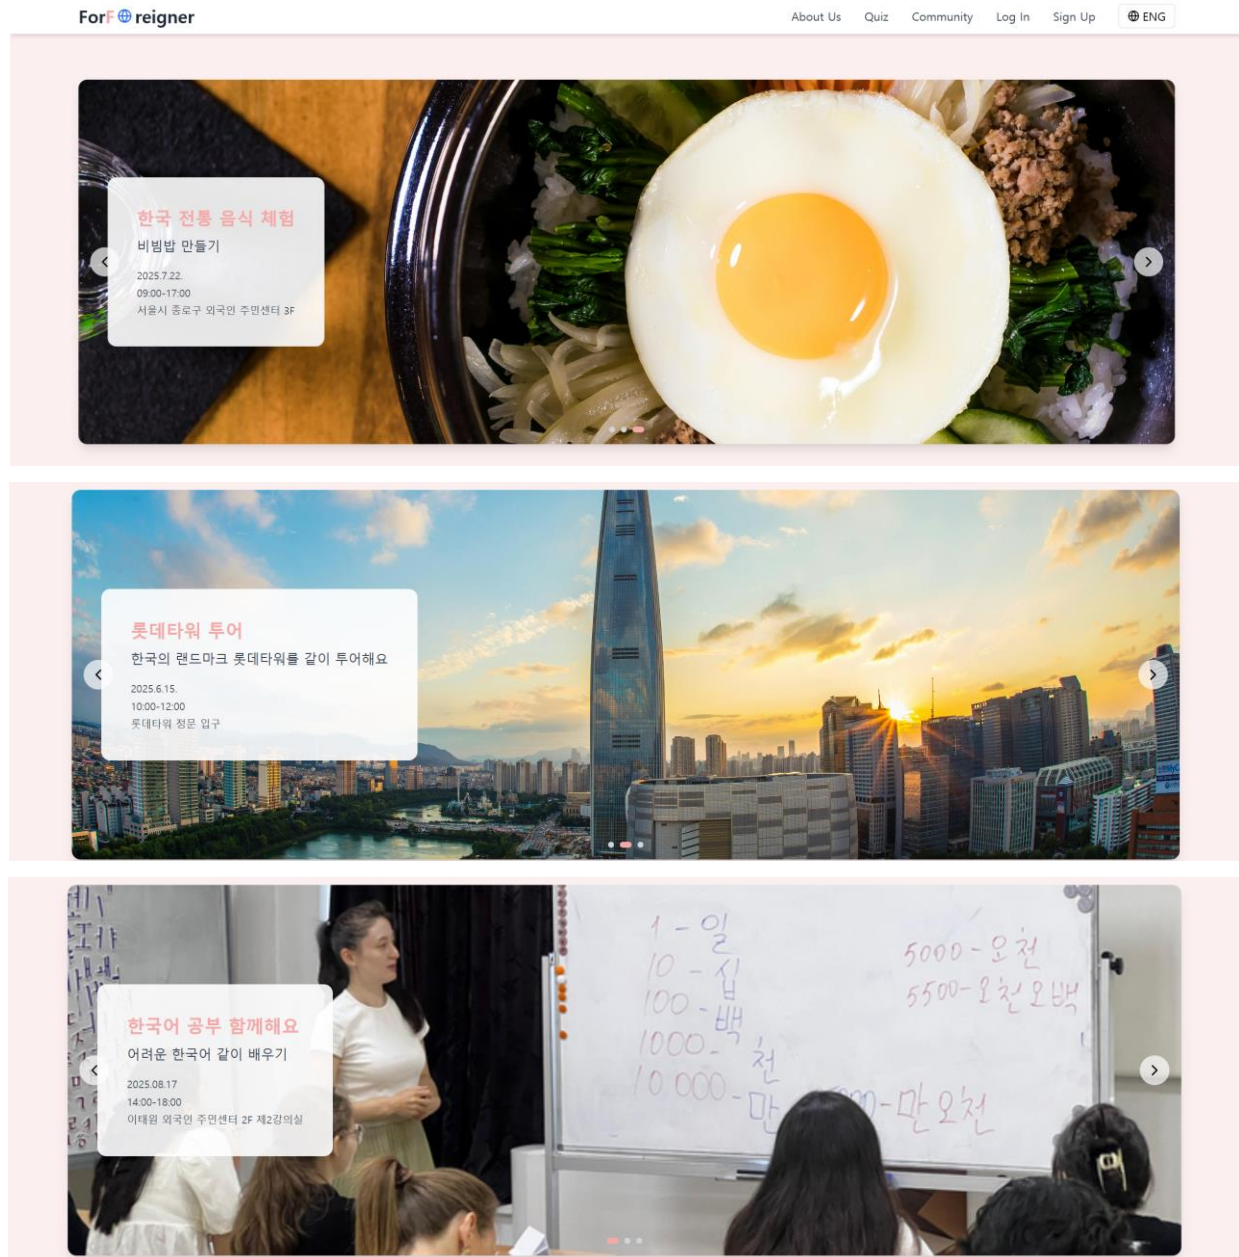 ForForeigner
About Us Quiz Community Log In Sign Up ENG
한국 전통 음식 체험
비빔밥 만들기
2025.7.22.
09:00-17:00
서울시 종로구 외국인 주민센터 3F
롯데타워 투어
한국의 랜드마크 롯데타워를 같이 투어해요
2025.6.15.
10:00-12:00
롯데타워 정문 입구
1 - 일
10 - 십
100 - 백
1000 - 천
10 000 - 만
5000 - 오천
5500 - 오천 오백
- 만 오천
한국어 공부 함께해요
어려운 한국어 같이 배우기
2025.08.17
14:00-18:00
이태원 외국인 주민센터 2F 제2강의실